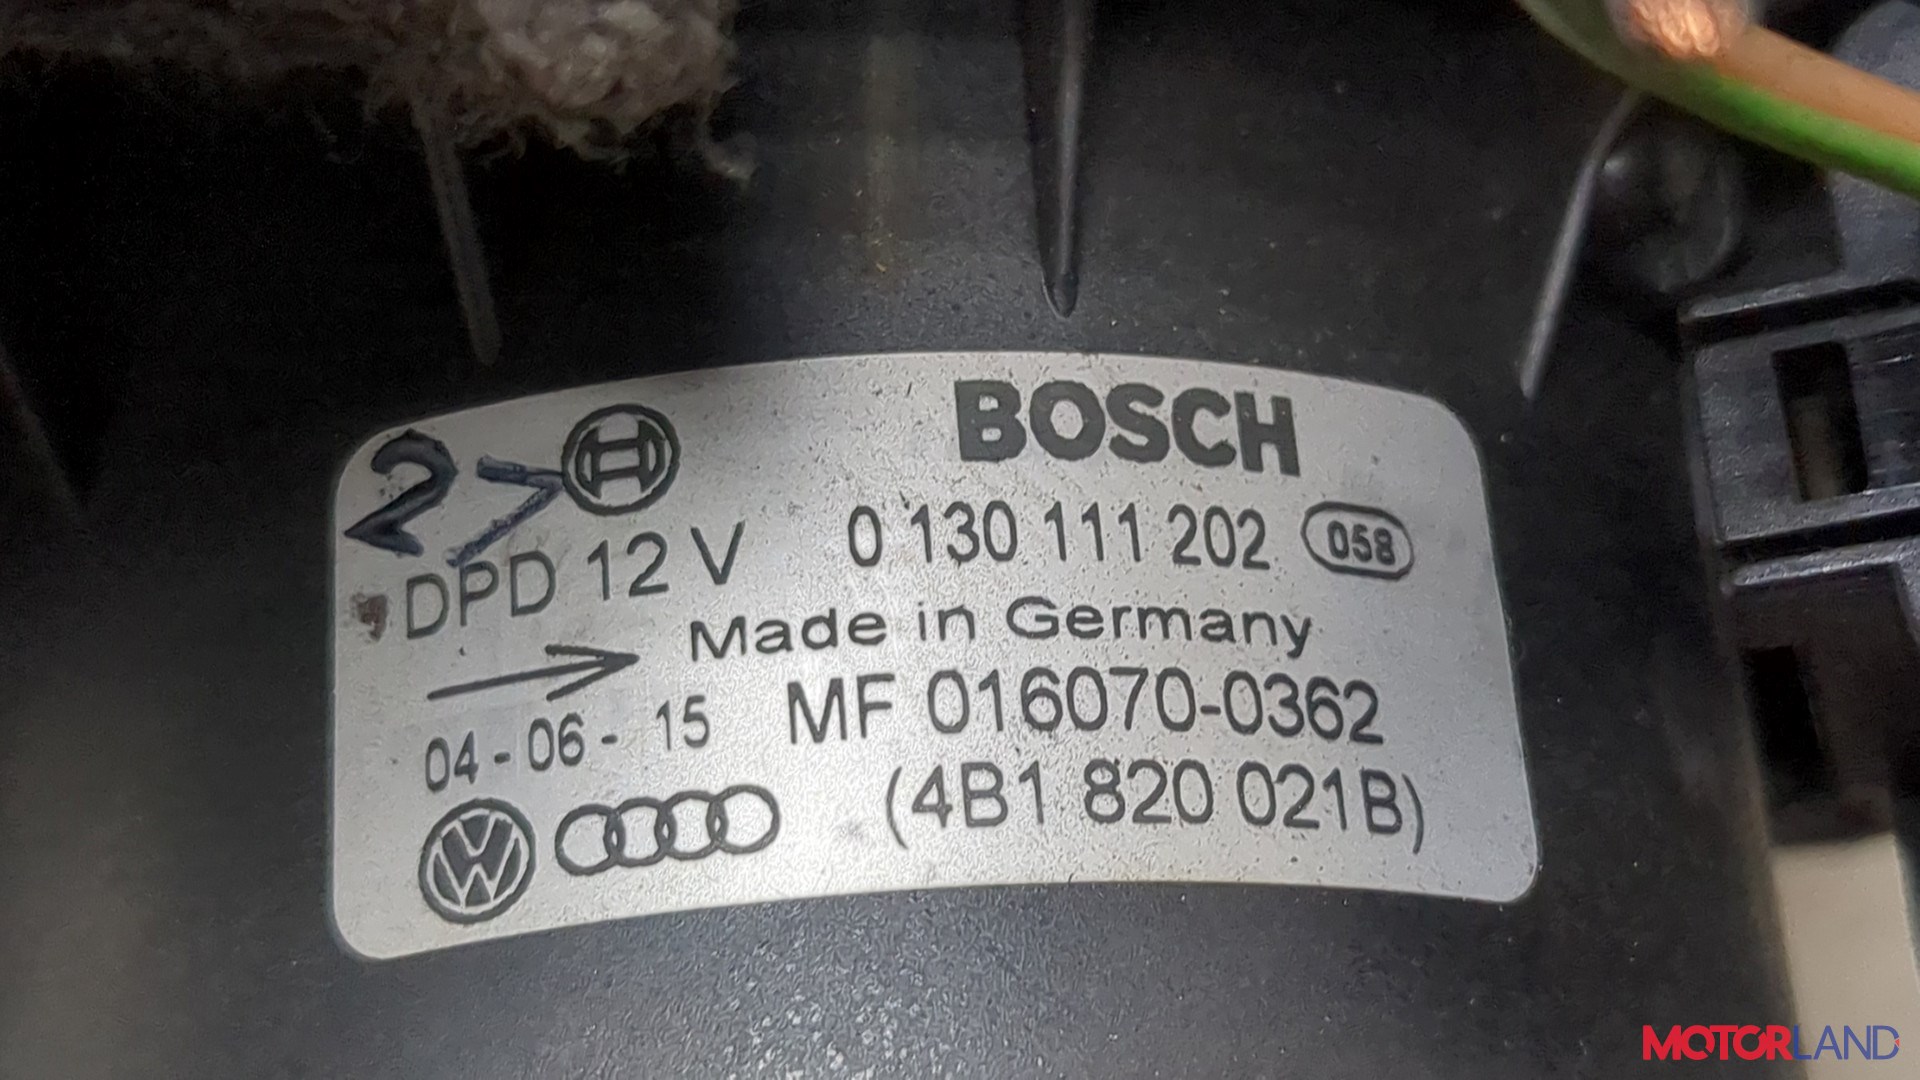 BOSCH
2>
DPD 12 V 0 130 111 202 058
Made in Germany
04-06- 15 MF 016070-0362
(4B1 820 021B)
MOTORLAND